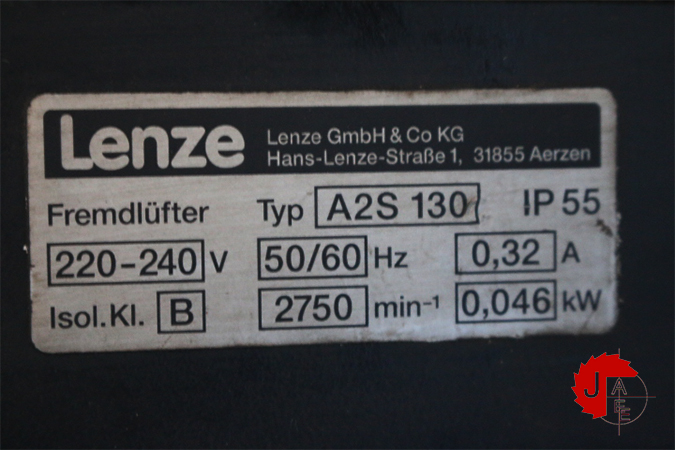 Lenze
Lenze GmbH & Co KG
Hans-Lenze-Straße 1, 31855 Aerzen
Fremdlüfter Typ A2S 130 IP 55
220-240 V 50/60 Hz 0,32 A
Isol.Kl. B 2750 min-1 0,046 kW
J